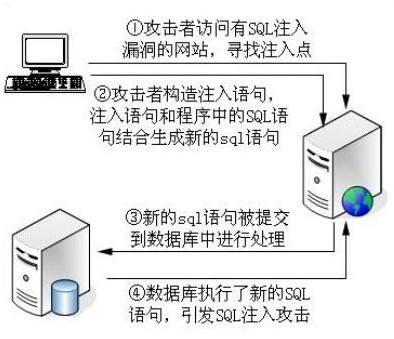 ①攻击者访问有SQL注入
漏洞的网站，寻找注入点
②攻击者构造注入语句，
注入语句和程序中的SQL语
句结合生成新的sql语句
③新的sql语句被提交
到数据库中进行处理
④数据库执行了新的SQL
语句，引发SQL注入攻击